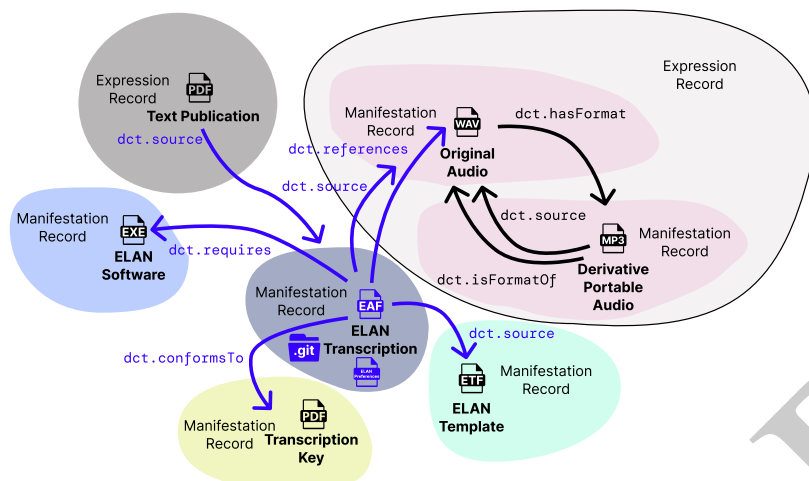 Expression
Record
PDF
Text Publication
dct.source
Expression
Record
Manifestation
Record
WAV
Original
Audio
dct.hasFormat
dct.references
dct.source
dct.source
MP3
Manifestation
Record
Derivative
Portable
Audio
dct.isFormatOf
Manifestation
Record
EXE
ELAN
Software
dct.requires
Manifestation
Record
EAF
ELAN
Transcription
.git
ELAN
Preferences
dct.conformsTo
dct.source
ETF
Manifestation
Record
ELAN
Template
Manifestation
Record
PDF
Transcription
Key